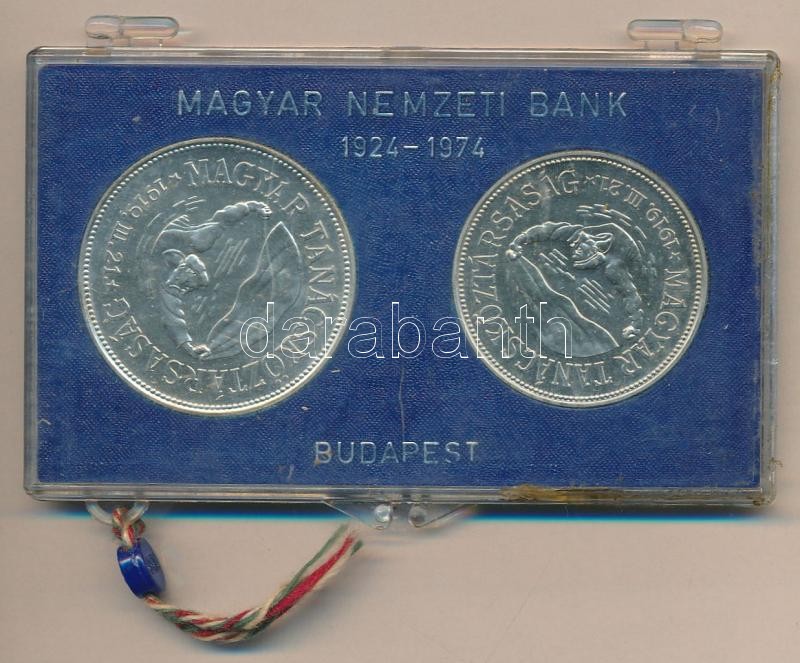 MAGYAR NEMZETI BANK
1924-1974
MAGYAR TANÁCSKÖZTÁRSASÁG
★1919. III. 21★
MAGYAR TANÁCSKÖZTÁRSASÁG
★1919. III. 21★
darabanth
BUDAPEST